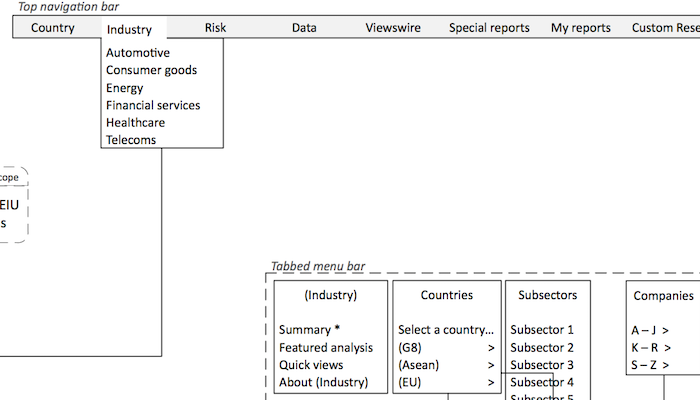 Top navigation bar
Country Industry Risk Data Viewswire Special reports My reports Custom Rese
Automotive
Consumer goods
Energy
Financial services
Healthcare
Telecoms
cope
EIU
s
Tabbed menu bar
(Industry) Countries Subsectors Companies
Summary * Select a country... Subsector 1 A – J >
Featured analysis (G8) > Subsector 2 K – R >
Quick views (Asean) > Subsector 3 S – Z >
About (Industry) (EU) > Subsector 4
Subsector 5